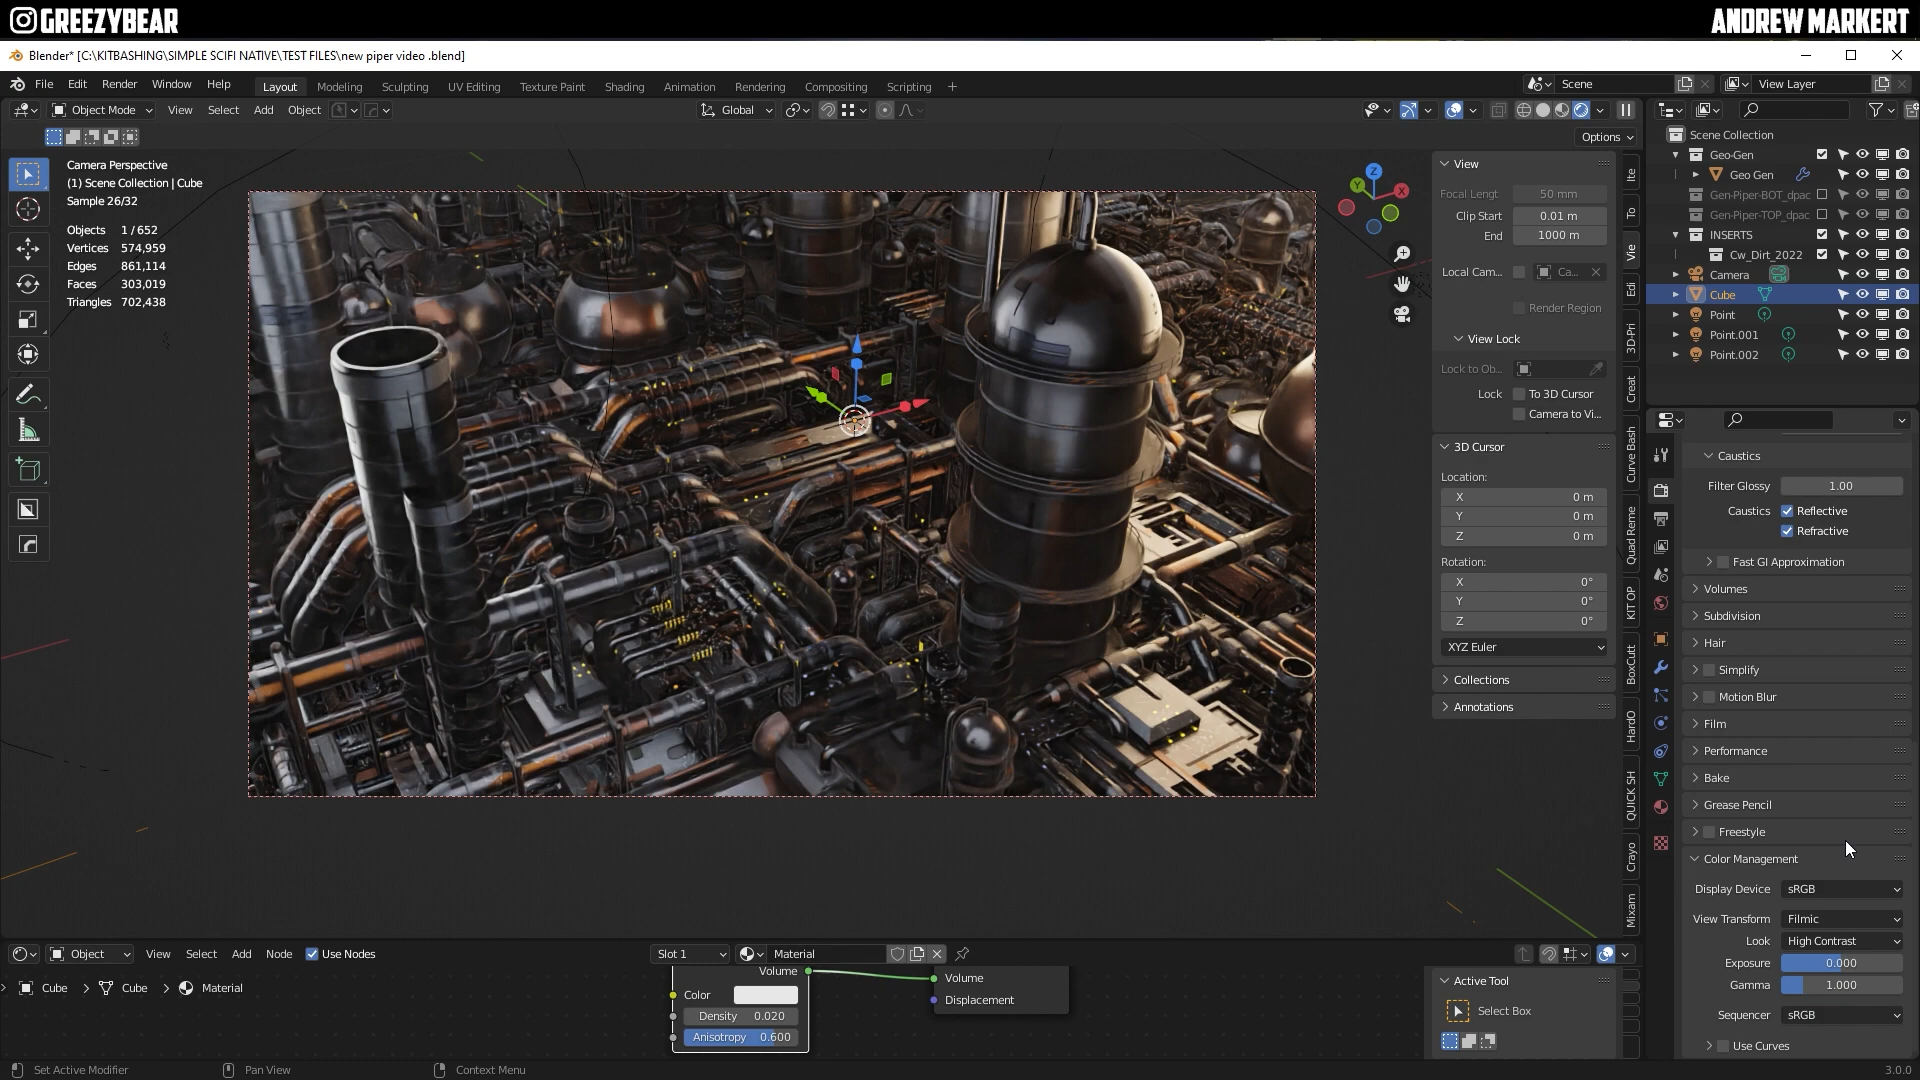 GREEZYBEAR
ANDREW MARKERT
Blender* [C:\KITBASHING\SIMPLE SCIFI NATIVE\TEST FILES\new piper video .blend]
File Edit Render Window Help
Layout Modeling Sculpting UV Editing Texture Paint Shading Animation Rendering Compositing Scripting +
Scene
View Layer
Object Mode View Select Add Object
Global
Options
Camera Perspective
(1) Scene Collection | Cube
Sample 26/32
Objects 1 / 652
Vertices 574,959
Edges 861,114
Faces 303,019
Triangles 702,438
Z
Y
X
View
Focal Lengt 50 mm
Clip Start 0.01 m
End 1000 m
Local Cam... Ca...
Render Region
View Lock
Lock to Ob...
Lock To 3D Cursor
Camera to Vi...
3D Cursor
Location:
X 0 m
Y 0 m
Z 0 m
Rotation:
X 0°
Y 0°
Z 0°
XYZ Euler
Collections
Annotations
Ite
To
Vie
Edi
3D-Pri
Creat
Curve Bash
Quad Reme
KIT OP
BoxCutt
HardO
QUICK SH
Crayo
Mixam
Scene Collection
Geo-Gen
Geo Gen
Gen-Piper-BOT_dpac
Gen-Piper-TOP_dpac
INSERTS
Cw_Dirt_2022
Camera
Cube
Point
Point.001
Point.002
Caustics
Filter Glossy 1.00
Caustics Reflective
Refractive
Fast GI Approximation
Volumes
Subdivision
Hair
Simplify
Motion Blur
Film
Performance
Bake
Grease Pencil
Freestyle
Color Management
Display Device sRGB
View Transform Filmic
Look High Contrast
Exposure 0.000
Gamma 1.000
Sequencer sRGB
Use Curves
Object View Select Add Node Use Nodes
Slot 1
Material
Cube > Cube > Material
Volume
Color
Density 0.020
Anisotropy 0.600
Volume
Displacement
Active Tool
Select Box
Set Active Modifier
Pan View
Context Menu
3.0.0